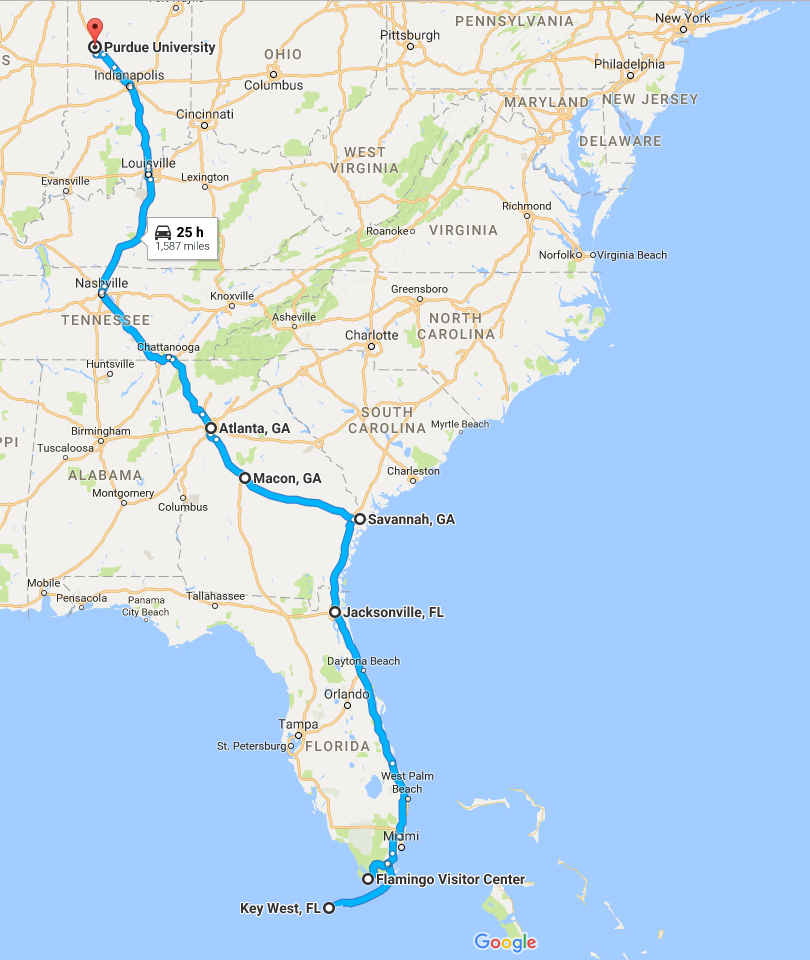 New York
PENNSYLVANIA
Pittsburgh
Purdue University
OHIO
Philadelphia
Indianapolis
Columbus
MARYLAND
NEW JERSEY
Cincinnati
DELAWARE
WEST
VIRGINIA
Louisville
Lexington
Evansville
Richmond
25 h
1,587 miles
Roanoke
VIRGINIA
Norfolk
Virginia Beach
Nashville
Knoxville
Greensboro
TENNESSEE
Asheville
NORTH
CAROLINA
Charlotte
Chattanooga
Huntsville
SOUTH
CAROLINA
Atlanta, GA
Myrtle Beach
Birmingham
Tuscaloosa
PPI
ALABAMA
Macon, GA
Charleston
Montgomery
Columbus
Savannah, GA
Mobile
Pensacola
Panama
City Beach
Tallahassee
Jacksonville, FL
Daytona Beach
Orlando
Tampa
St. Petersburg
FLORIDA
West Palm
Beach
Miami
Flamingo Visitor Center
Key West, FL
Google